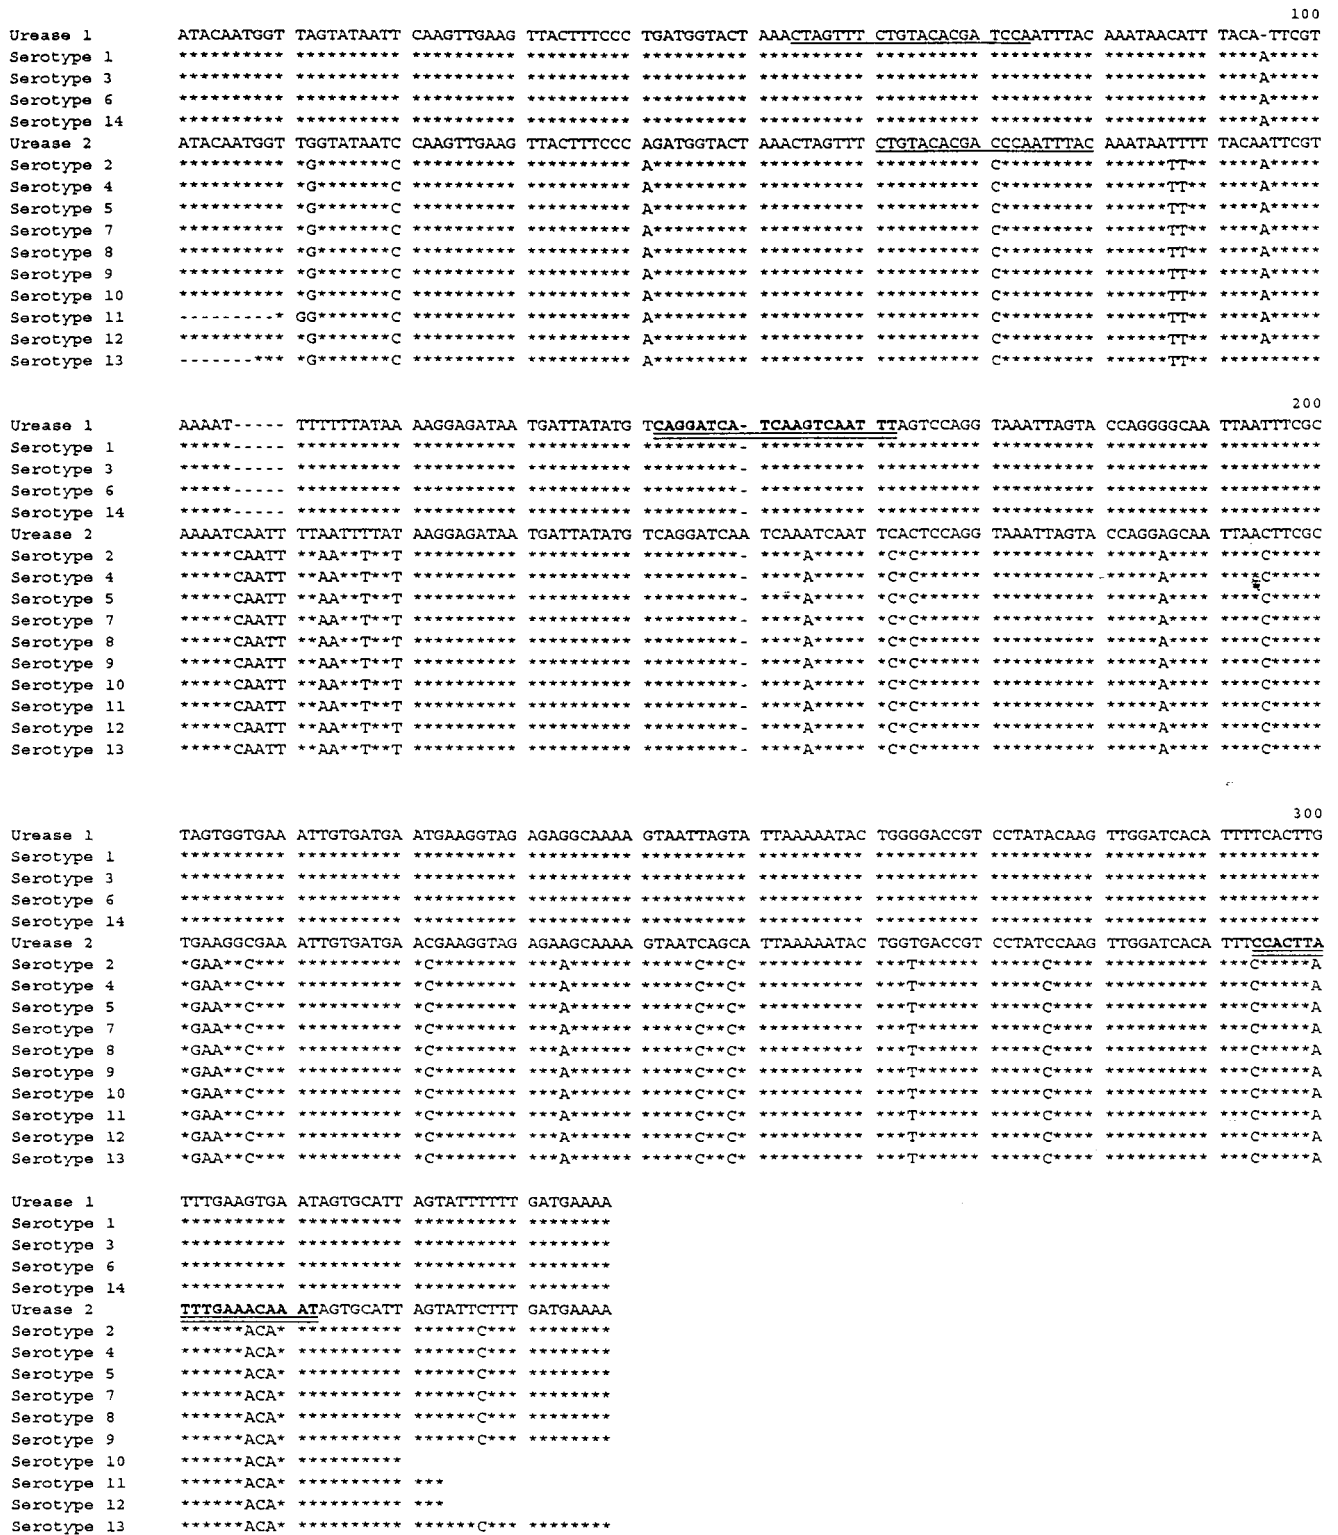 100
Urease 1 ATACAATGGT TAGTATAATT CAAGTTGAAG TTACTTTCCC TGATGGTACT AAACTAGTTT CTGTACACGA TCCAATTTAC AAATAACATT TACA-TTCGT
Serotype 1 ********** ********** ********** ********** ********** ********** ********** ********** ********** ****A*****
Serotype 3 ********** ********** ********** ********** ********** ********** ********** ********** ********** ****A*****
Serotype 6 ********** ********** ********** ********** ********** ********** ********** ********** ********** ****A*****
Serotype 14 ********** ********** ********** ********** ********** ********** ********** ********** ********** ****A*****
Urease 2 ATACAATGGT TGGTATAATC CAAGTTGAAG TTACTTTCCC AGATGGTACT AAACTAGTTT CTGTACACGA CCCAATTTAC AAATAATTTT TACAATTCGT
Serotype 2 ********** *G*******C ********** ********** A********* ********** ********** C********* ******TT** ****A*****
Serotype 4 ********** *G*******C ********** ********** A********* ********** ********** C********* ******TT** ****A*****
Serotype 5 ********** *G*******C ********** ********** A********* ********** ********** C********* ******TT** ****A*****
Serotype 7 ********** *G*******C ********** ********** A********* ********** ********** C********* ******TT** ****A*****
Serotype 8 ********** *G*******C ********** ********** A********* ********** ********** C********* ******TT** ****A*****
Serotype 9 ********** *G*******C ********** ********** A********* ********** ********** C********* ******TT** ****A*****
Serotype 10 ********** *G*******C ********** ********** A********* ********** ********** C********* ******TT** ****A*****
Serotype 11 ---------* GG*******C ********** ********** A********* ********** ********** C********* ******TT** ****A*****
Serotype 12 ********** *G*******C ********** ********** A********* ********** ********** C********* ******TT** ****A*****
Serotype 13 -------*** *G*******C ********** ********** A********* ********** ********** C********* ******TT** **********
200
Urease 1 AAAAT----- TTTTTTATAA AAGGAGATAA TGATTATATG TCAGGATCA- TCAAGTCAAT TTAGTCCAGG TAAATTAGTA CCAGGGGCAA TTAATTTCGC
Serotype 1 *****----- ********** ********** ********** *********- ********** ********** ********** ********** **********
Serotype 3 *****----- ********** ********** ********** *********- ********** ********** ********** ********** **********
Serotype 6 *****----- ********** ********** ********** *********- ********** ********** ********** ********** **********
Serotype 14 *****----- ********** ********** ********** *********- ********** ********** ********** ********** **********
Urease 2 AAAATCAATT TTAATTTTAT AAGGAGATAA TGATTATATG TCAGGATCAA TCAAATCAAT TCACTCCAGG TAAATTAGTA CCAGGAGCAA TTAACTTCGC
Serotype 2 *****CAATT **AA**T**T ********** ********** *********- ****A***** *C*C****** ********** *****A**** ****C*****
Serotype 4 *****CAATT **AA**T**T ********** ********** *********- ****A***** *C*C****** ********** *****A**** ****C*****
Serotype 5 *****CAATT **AA**T**T ********** ********** *********- ****A***** *C*C****** ********** *****A**** ****C*****
Serotype 7 *****CAATT **AA**T**T ********** ********** *********- ****A***** *C*C****** ********** *****A**** ****C*****
Serotype 8 *****CAATT **AA**T**T ********** ********** *********- ****A***** *C*C****** ********** *****A**** ****C*****
Serotype 9 *****CAATT **AA**T**T ********** ********** *********- ****A***** *C*C****** ********** *****A**** ****C*****
Serotype 10 *****CAATT **AA**T**T ********** ********** *********- ****A***** *C*C****** ********** *****A**** ****C*****
Serotype 11 *****CAATT **AA**T**T ********** ********** *********- ****A***** *C*C****** ********** *****A**** ****C*****
Serotype 12 *****CAATT **AA**T**T ********** ********** *********- ****A***** *C*C****** ********** *****A**** ****C*****
Serotype 13 *****CAATT **AA**T**T ********** ********** *********- ****A***** *C*C****** ********** *****A**** ****C*****
300
Urease 1 TAGTGGTGAA ATTGTGATGA ATGAAGGTAG AGAGGCAAAA GTAATTAGTA TTAAAAATAC TGGGGACCGT CCTATACAAG TTGGATCACA TTTTCACTTG
Serotype 1 ********** ********** ********** ********** ********** ********** ********** ********** ********** **********
Serotype 3 ********** ********** ********** ********** ********** ********** ********** ********** ********** **********
Serotype 6 ********** ********** ********** ********** ********** ********** ********** ********** ********** **********
Serotype 14 ********** ********** ********** ********** ********** ********** ********** ********** ********** **********
Urease 2 TGAAGGCGAA ATTGTGATGA ACGAAGGTAG AGAAGCAAAA GTAATCAGCA TTAAAAATAC TGGTGACCGT CCTATCCAAG TTGGATCACA TTTCCACTTA
Serotype 2 *GAA**C*** ********** *C******** ***A****** *****C**C* ********** ***T****** *****C**** ********** ***C*****A
Serotype 4 *GAA**C*** ********** *C******** ***A****** *****C**C* ********** ***T****** *****C**** ********** ***C*****A
Serotype 5 *GAA**C*** ********** *C******** ***A****** *****C**C* ********** ***T****** *****C**** ********** ***C*****A
Serotype 7 *GAA**C*** ********** *C******** ***A****** *****C**C* ********** ***T****** *****C**** ********** ***C*****A
Serotype 8 *GAA**C*** ********** *C******** ***A****** *****C**C* ********** ***T****** *****C**** ********** ***C*****A
Serotype 9 *GAA**C*** ********** *C******** ***A****** *****C**C* ********** ***T****** *****C**** ********** ***C*****A
Serotype 10 *GAA**C*** ********** *C******** ***A****** *****C**C* ********** ***T****** *****C**** ********** ***C*****A
Serotype 11 *GAA**C*** ********** *C******** ***A****** *****C**C* ********** ***T****** *****C**** ********** ***C*****A
Serotype 12 *GAA**C*** ********** *C******** ***A****** *****C**C* ********** ***T****** *****C**** ********** ***C*****A
Serotype 13 *GAA**C*** ********** *C******** ***A****** *****C**C* ********** ***T****** *****C**** ********** ***C*****A
Urease 1 TTTGAAGTGA ATAGTGCATT AGTATTTTTT GATGAAAA
Serotype 1 ********** ********** ********** ********
Serotype 3 ********** ********** ********** ********
Serotype 6 ********** ********** ********** ********
Serotype 14 ********** ********** ********** ********
Urease 2 TTTGAAACAA ATAGTGCATT AGTATTCTTT GATGAAAA
Serotype 2 ******ACA* ********** ******C*** ********
Serotype 4 ******ACA* ********** ******C*** ********
Serotype 5 ******ACA* ********** ******C*** ********
Serotype 7 ******ACA* ********** ******C*** ********
Serotype 8 ******ACA* ********** ******C*** ********
Serotype 9 ******ACA* ********** ******C*** ********
Serotype 10 ******ACA* **********
Serotype 11 ******ACA* ********** ***
Serotype 12 ******ACA* ********** ***
Serotype 13 ******ACA* ********** ******C*** ********